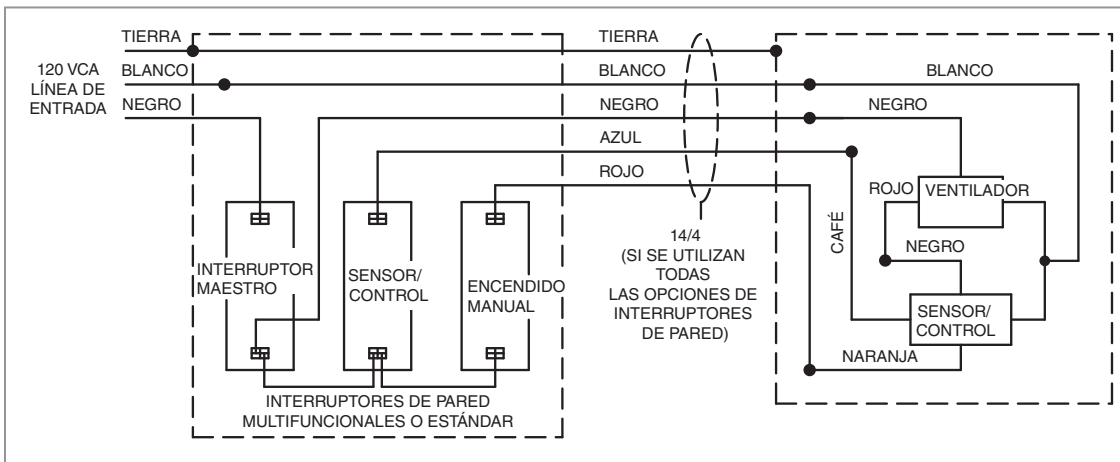 TIERRA
TIERRA
120 VCA
LÍNEA DE
ENTRADA
BLANCO
BLANCO
BLANCO
NEGRO
NEGRO
NEGRO
AZUL
ROJO
ROJO
VENTILADOR
CAFÉ
NEGRO
INTERRUPTOR
MAESTRO
SENSOR/
CONTROL
ENCENDIDO
MANUAL
14/4
(SI SE UTILIZAN
TODAS
LAS OPCIONES DE
INTERRUPTORES
DE PARED)
SENSOR/
CONTROL
NARANJA
INTERRUPTORES DE PARED
MULTIFUNCIONALES O ESTÁNDAR